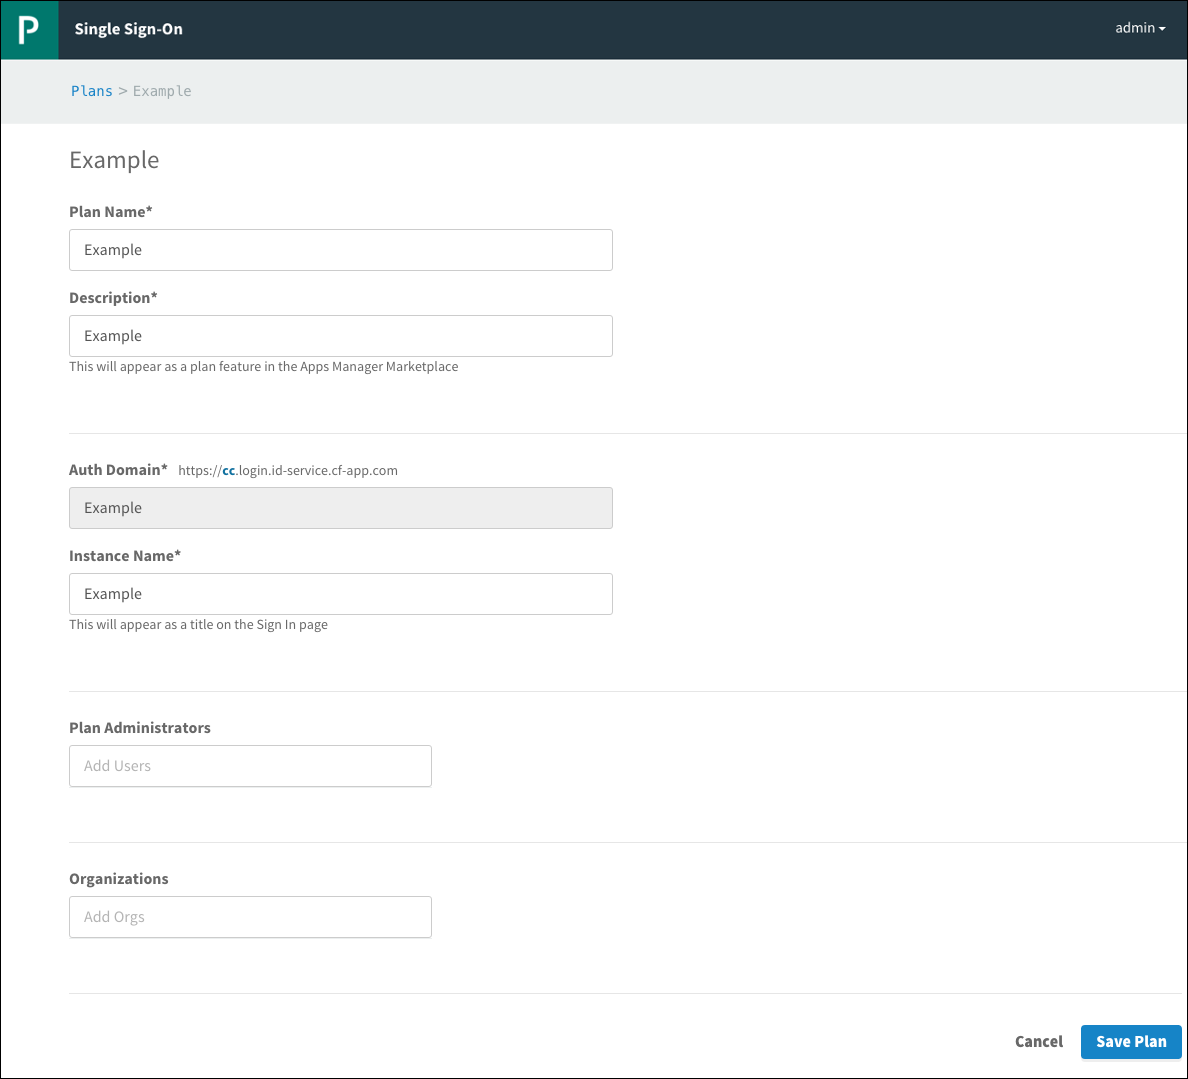 P
Single Sign-On
admin
Plans > Example
Example
Plan Name*
Example
Description*
Example
This will appear as a plan feature in the Apps Manager Marketplace
Auth Domain* https://cc.login.id-service.cf-app.com
Example
Instance Name*
Example
This will appear as a title on the Sign In page
Plan Administrators
Add Users
Organizations
Add Orgs
Cancel
Save Plan